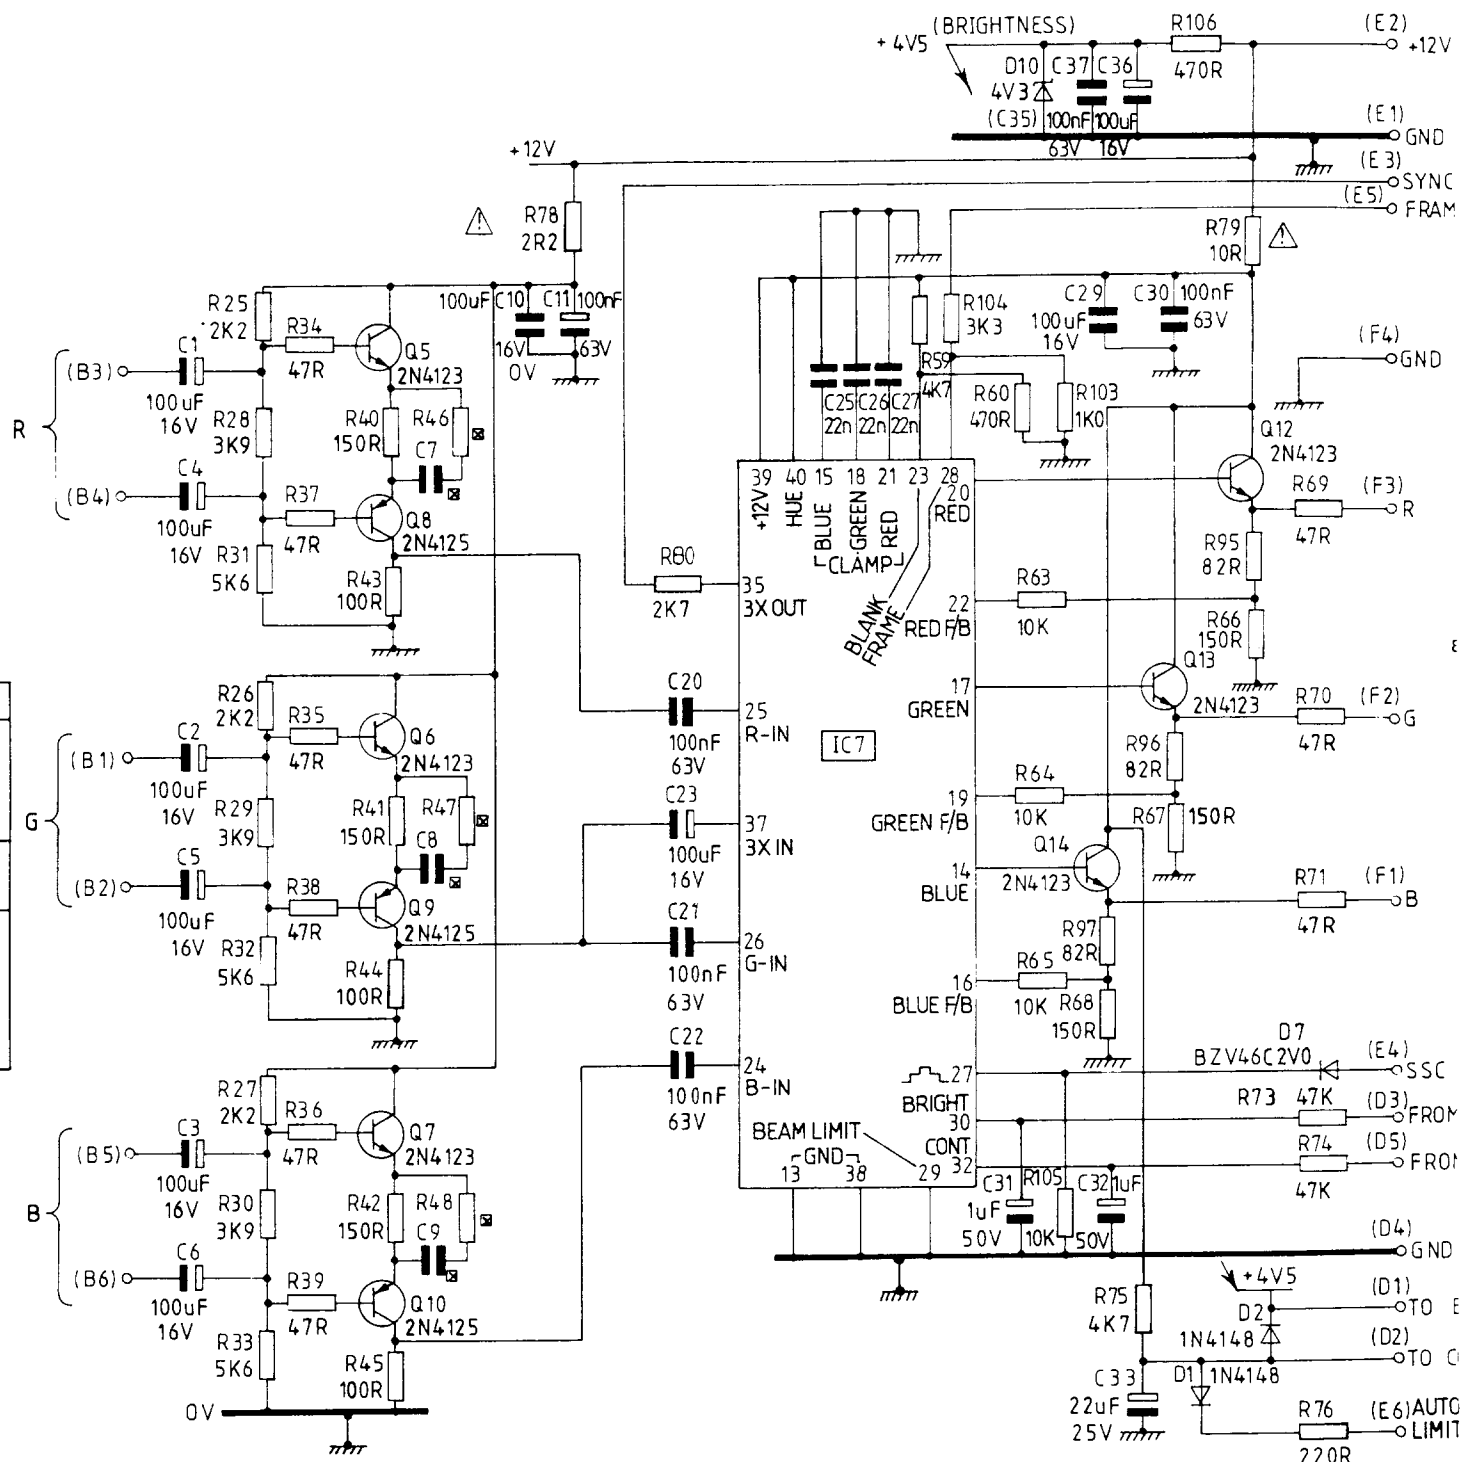 (BRIGHTNESS)
R106
(E2)
+4V5
+12V
D10 C37 C36
470R
4V3
(C35) 100nF 100uF
(E1)
GND
63V 16V
+12V
(E3)
SYNC
(E5)
FRAM
R78
2R2
R79
10R
R25
2K2
100uF C10 C11 100nF
16V 63V
0V
R104
3K3
C29 C30 100nF
100uF 63V
16V
R34
47R
Q5
2N4123
C1
(B3)
100uF
16V
R
R28
3K9
R40
150R
R46
C7
C4
(B4)
100uF
16V
R37
47R
Q8
2N4125
R31
5K6
R43
100R
R59
4K7
C25 C26 C27
22n 22n 22n
R60
470R
R103
1K0
(F4)
GND
39 40 15 18 21 23 28
+12V
HUE
BLUE
GREEN
RED
CLAMP
BLANK
FRAME
20
RED
Q12
2N4123
R69
47R
(F3)
R
R95
82R
R80
2K7
35
3X OUT
22
RED F/B
R63
10K
R66
150R
R26
2K2
R35
47R
Q6
2N4123
C2
(B1)
100uF
16V
G
R29
3K9
R41
150R
R47
C8
C5
(B2)
100uF
16V
R38
47R
Q9
2N4125
R32
5K6
R44
100R
C20
100nF
63V
25
R-IN
IC7
17
GREEN
Q13
2N4123
R70
47R
(F2)
G
R96
82R
C23
100uF
16V
37
3X IN
19
GREEN F/B
R64
10K
R67 150R
C21
100nF
63V
26
G-IN
14
BLUE
Q14
2N4123
R71
47R
(F1)
B
R97
82R
16
BLUE F/B
R65
10K
R68
150R
C22
100nF
63V
24
B-IN
27
BRIGHT
30
CONT
32
D7
BZV46C2V0
(E4)
SSC
R73 47K
(D3)
FROM
R74
47K
(D5)
BEAM LIMIT
GND
13 38 29
C31
1uF
50V
R105
10K
C32 1uF
50V
(D4)
GND
R27
2K2
R36
47R
Q7
2N4123
C3
(B5)
100uF
16V
B
R30
3K9
R42
150R
R48
C9
C6
(B6)
100uF
16V
R39
47R
Q10
2N4125
R33
5K6
R45
100R
0V
R75
4K7
+4V5
D2
1N4148
(D1)
TO
(D2)
TO
C33
22uF
25V
D1 1N4148
R76
220R
(E6) AUTO
LIMIT